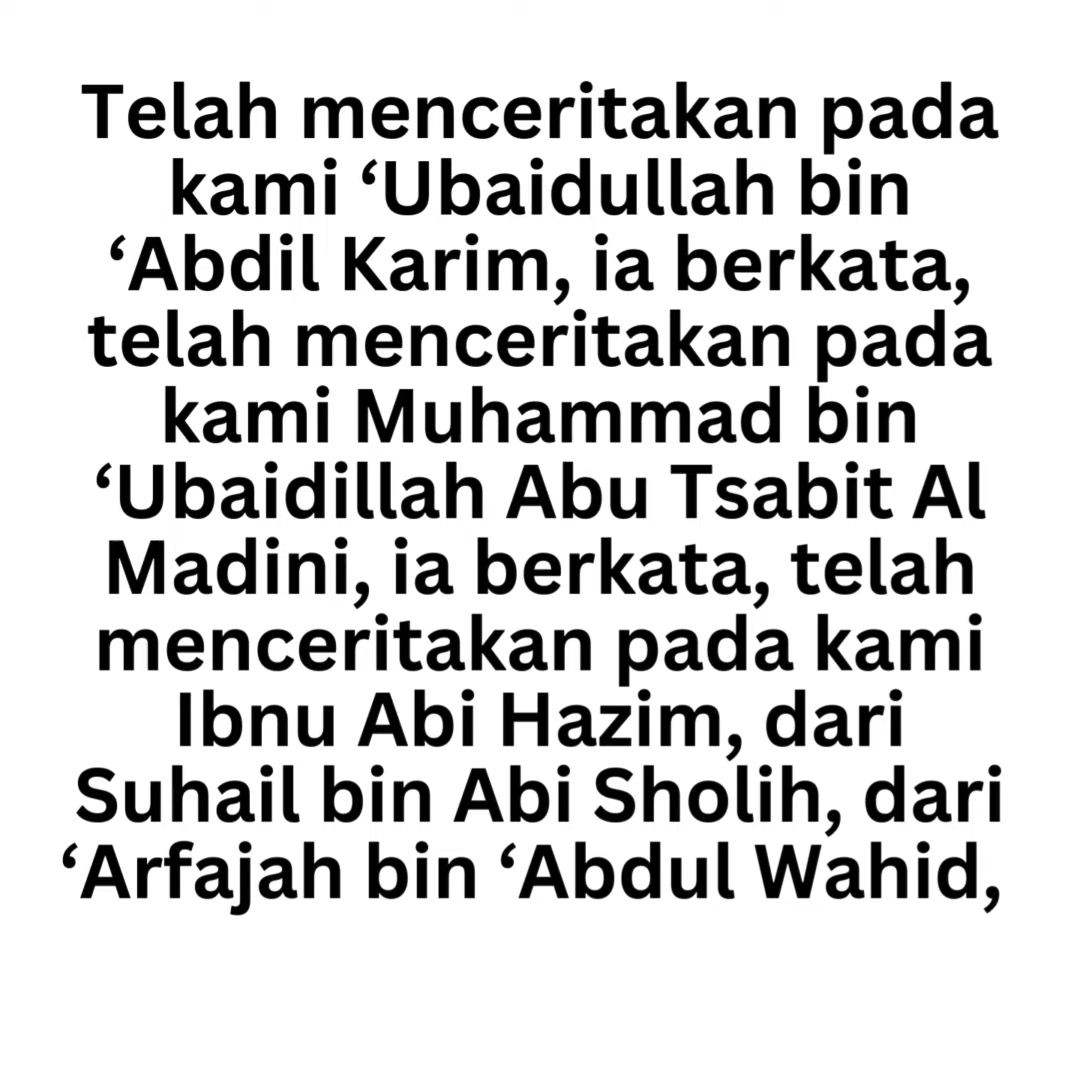 Telah menceritakan pada
kami ‘Ubaidullah bin
‘Abdil Karim, ia berkata,
telah menceritakan pada
kami Muhammad bin
‘Ubaidillah Abu Tsabit Al
Madini, ia berkata, telah
menceritakan pada kami
Ibnu Abi Hazim, dari
Suhail bin Abi Sholih, dari
‘Arfajah bin ‘Abdul Wahid,